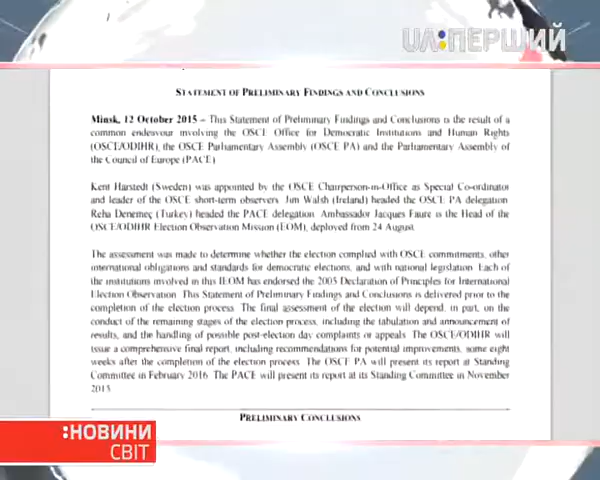 UA:ПЕРШИЙ
STATEMENT OF PRELIMINARY FINDINGS AND CONCLUSIONS
Minsk, 12 October 2015 – This Statement of Preliminary Findings and Conclusions is the result of a
common endeavour involving the OSCE Office for Democratic Institutions and Human Rights
(OSCE/ODIHR), the OSCE Parliamentary Assembly (OSCE PA) and the Parliamentary Assembly of
the Council of Europe (PACE)
Kent Harstedt (Sweden) was appointed by the OSCE Chairperson-in-Office as Special Co-ordinator
and leader of the OSCE short-term observers. Jim Walsh (Ireland) headed the OSCE PA delegation.
Reha Denemeç (Turkey) headed the PACE delegation. Ambassador Jacques Faure is the Head of the
OSCE/ODIHR Election Observation Mission (EOM), deployed from 24 August.
The assessment was made to determine whether the election complied with OSCE commitments, other
international obligations and standards for democratic elections, and with national legislation. Each of
the institutions involved in this IEOM has endorsed the 2005 Declaration of Principles for International
Election Observation. This Statement of Preliminary Findings and Conclusions is delivered prior to the
completion of the election process. The final assessment of the election will depend, in part, on the
conduct of the remaining stages of the election process, including the tabulation and announcement of
results, and the handling of possible post-election day complaints or appeals. The OSCE/ODIHR will
issue a comprehensive final report, including recommendations for potential improvements, some eight
weeks after the completion of the election process. The OSCE PA will present its report at Standing
Committee in February 2016. The PACE will present its report at its Standing Committee in November
2015.
PRELIMINARY CONCLUSIONS
:НОВИНИ
СВІТ